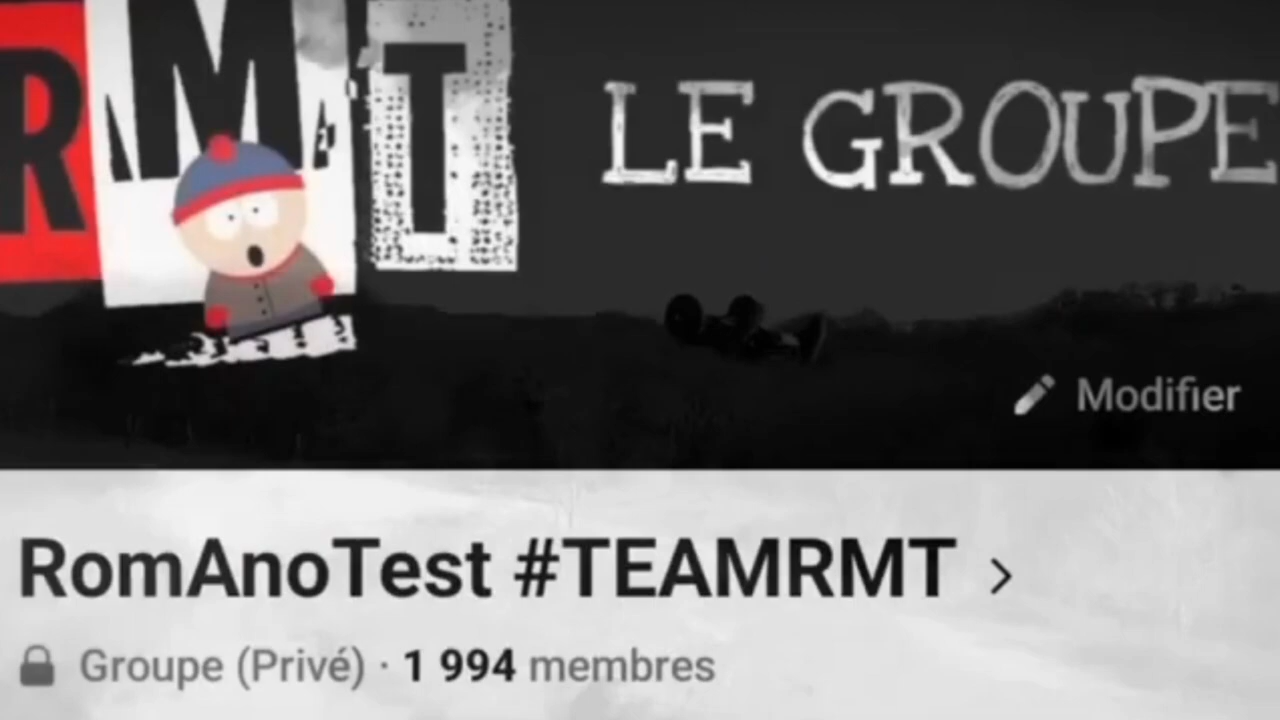 RMT LE GROUPE
Modifier
RomAnoTest #TEAMRMT >
Groupe (Privé) · 1 994 membres